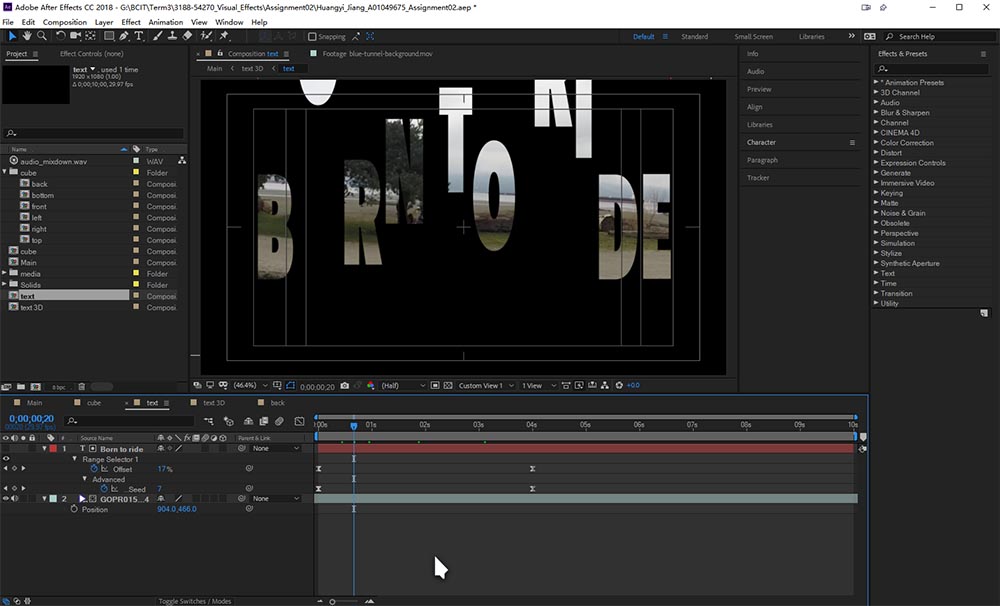 Adobe After Effects CC 2018 - G:\BCIT\Term3\3188-54270_Visual_Effects\Assignment02\Huangyi_Jiang_A01049675_Assignment02.aep *
File Edit Composition Layer Effect Animation View Window Help
Snapping Default Standard Small Screen Libraries Search Help
Project Effect Controls (none) Composition text Footage blue-tunnel-background.mov Info Effects & Presets
Main text 3D text
text , used 1 time
1920 x 1080 (1.00)
Δ 0;00;10;00, 29.97 fps
Audio
Preview
Align
Libraries
Character
Paragraph
Tracker
* Animation Presets
3D Channel
Audio
Blur & Sharpen
Channel
CINEMA 4D
Color Correction
Distort
Expression Controls
Generate
Immersive Video
Keying
Matte
Noise & Grain
Obsolete
Perspective
Simulation
Stylize
Synthetic Aperture
Text
Time
Transition
Utility
Name Type
audio_mixdown.wav WAV
cube Folder
back Composi
bottom Composi
front Composi
left Composi
right Composi
top Composi
cube Composi
Main Composi
media Folder
Solids Folder
text Composi
text 3D Composi
B R N T O R I D E
8 bpc
(46.4%) 0;00;00;20 (Half) Custom View 1 1 View +0.0
Main cube text text 3D back
0;00;00;20
# Source Name Parent & Link
:00s 01s 02s 03s 04s 05s 06s 07s 08s 09s 10s
1 T Born to ride None
Range Selector 1
Offset 17%
Advanced
Seed 7
2 GOPR015...4 None
Position 904.0,466.0
Toggle Switches / Modes